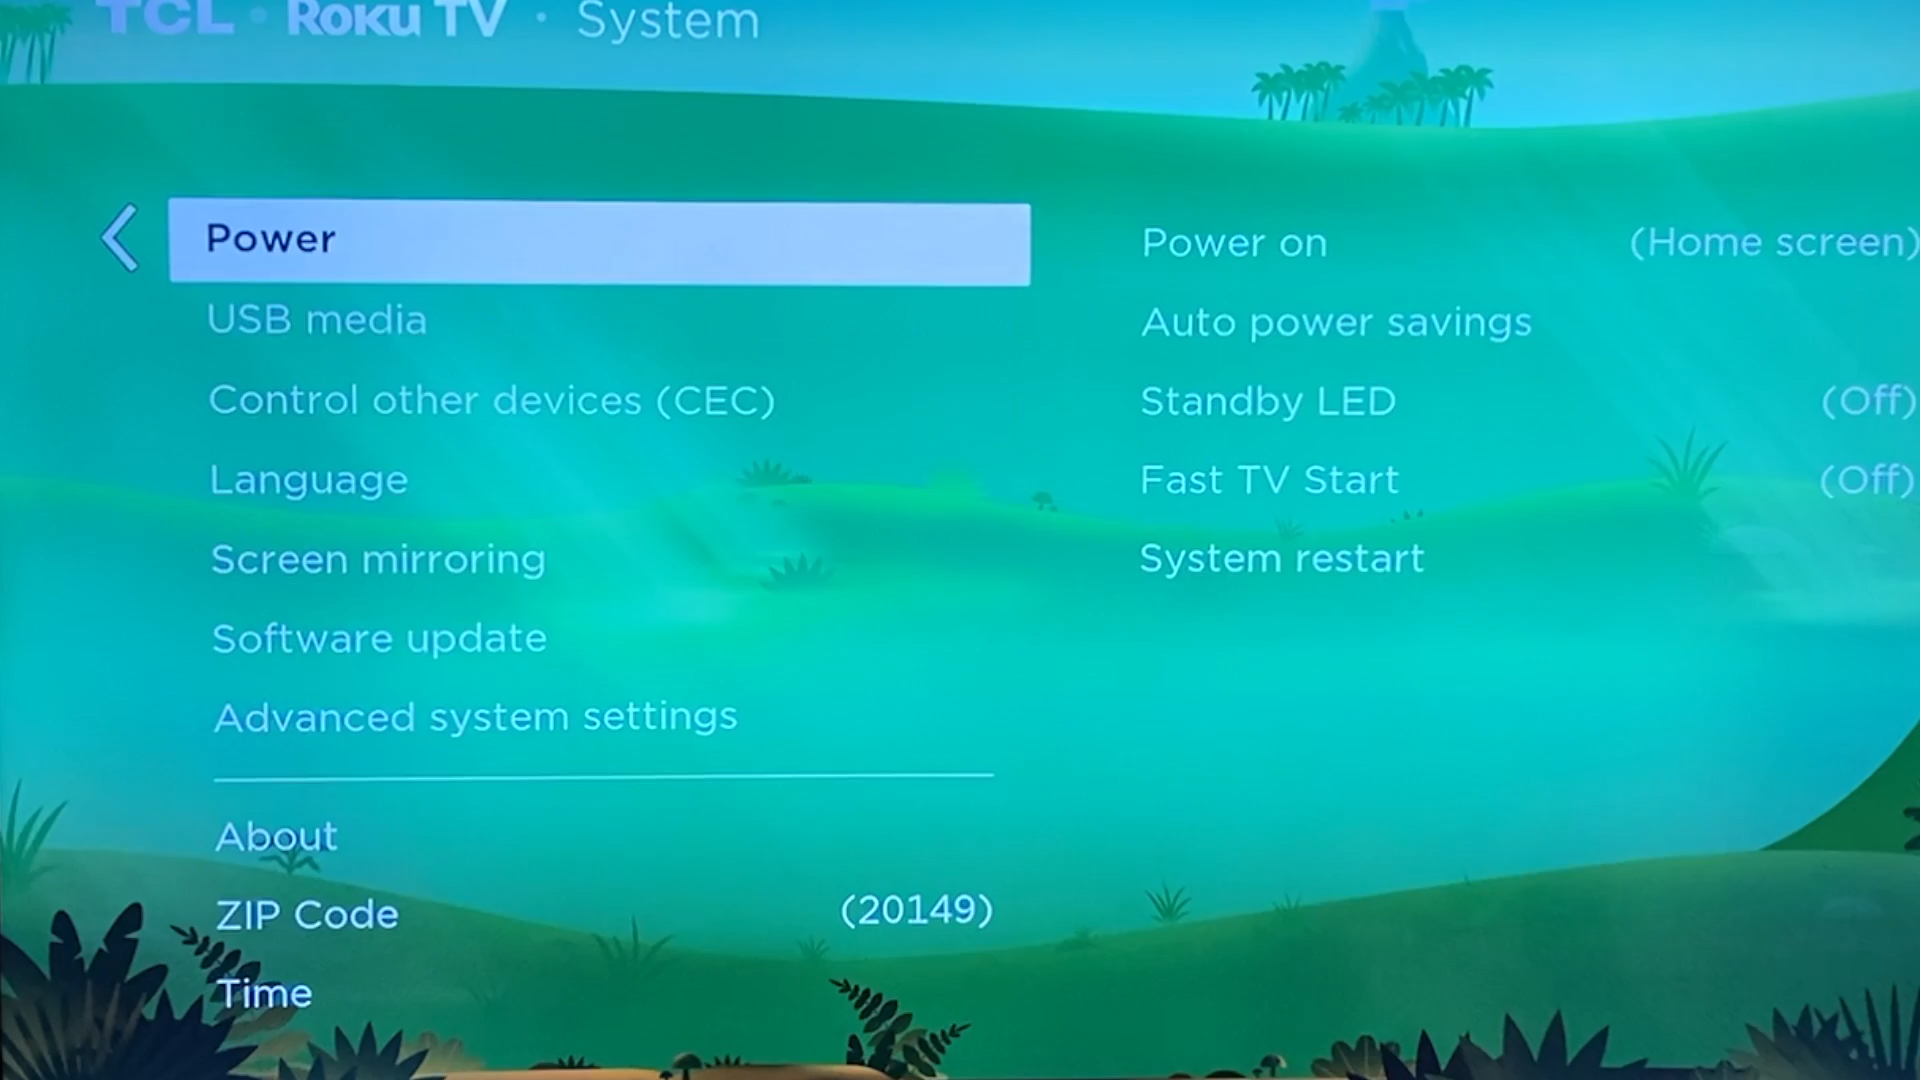 TCL • Roku TV • System
Power
USB media
Control other devices (CEC)
Language
Screen mirroring
Software update
Advanced system settings
About
ZIP Code (20149)
Time
Power on (Home screen)
Auto power savings
Standby LED (Off)
Fast TV Start (Off)
System restart